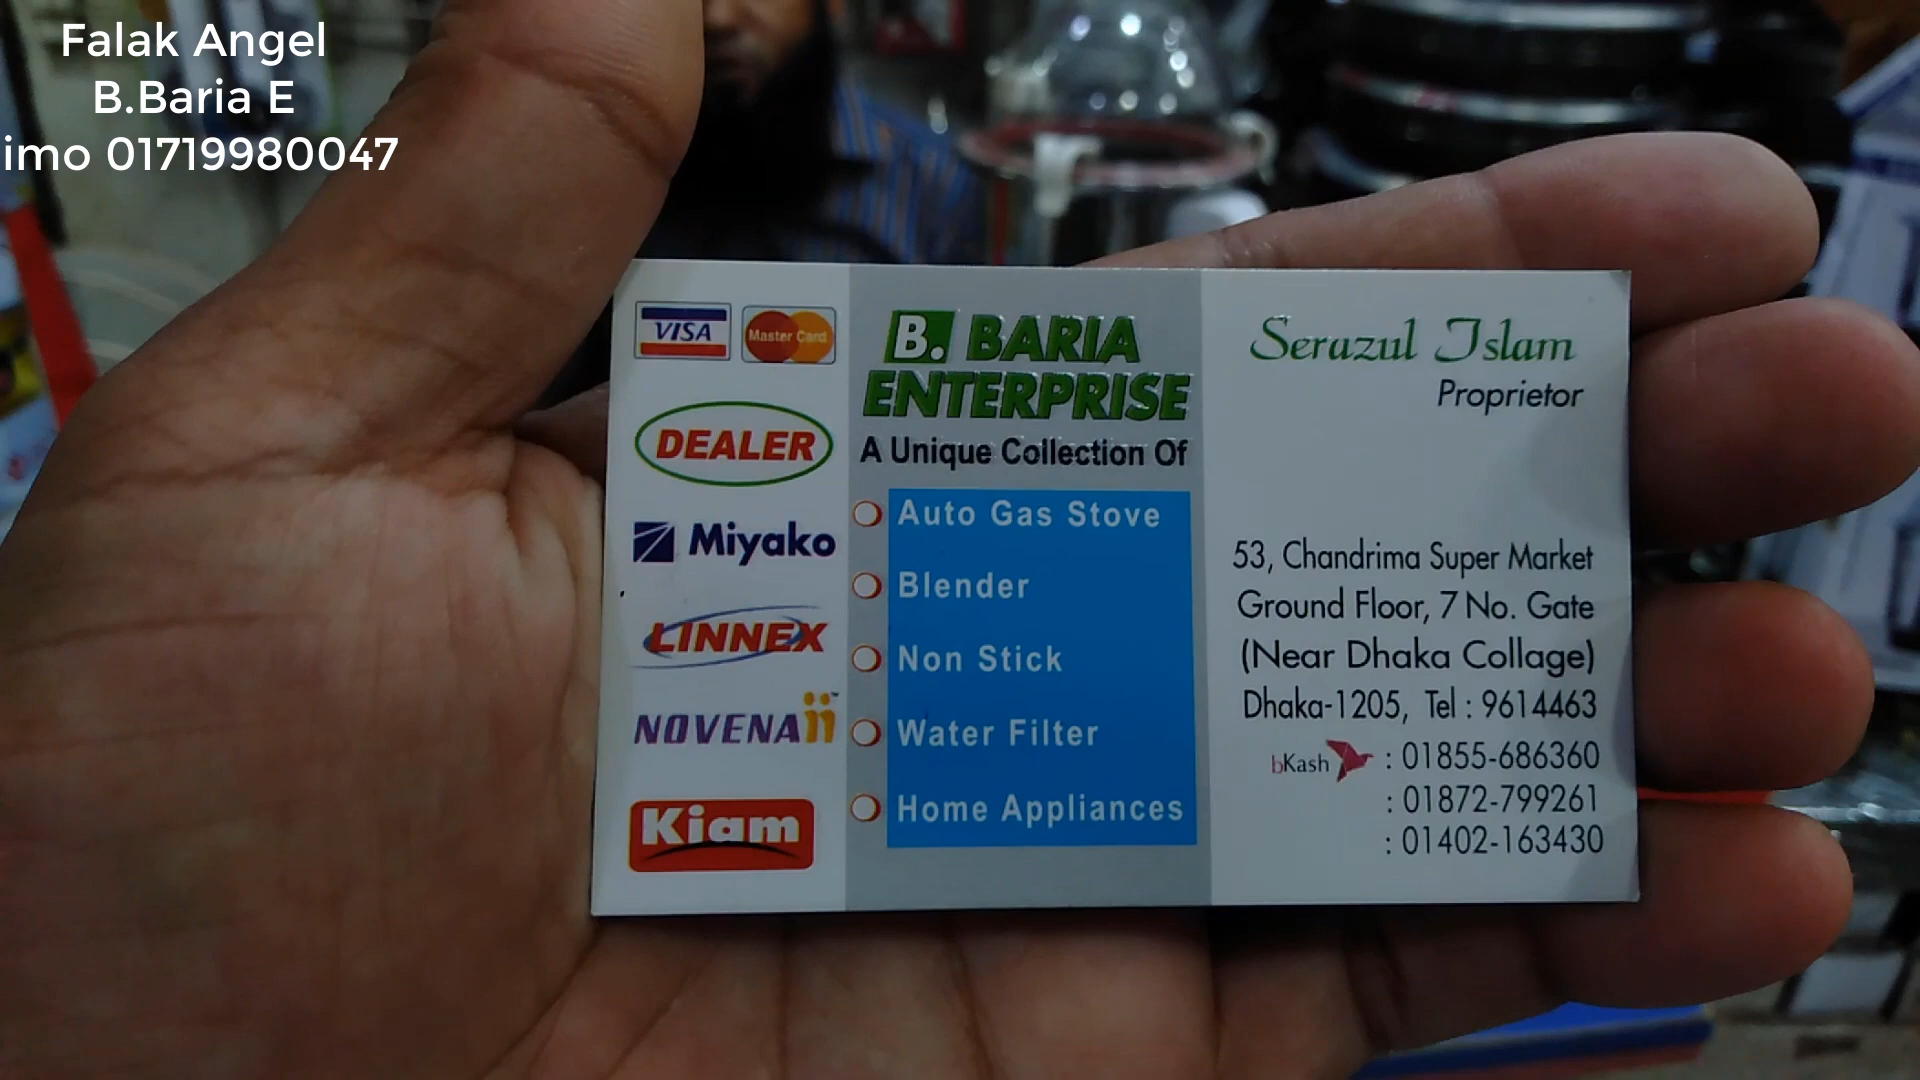 Falak Angel
B.Baria E
imo 01719980047
VISA
Master Card
DEALER
Miyako
LINNEX
NOVENA
Kiam
B. BARIA
ENTERPRISE
A Unique Collection Of
Auto Gas Stove
Blender
Non Stick
Water Filter
Home Appliances
Serazul Islam
Proprietor
53, Chandrima Super Market
Ground Floor, 7 No. Gate
(Near Dhaka Collage)
Dhaka-1205, Tel : 9614463
bKash : 01855-686360
: 01872-799261
: 01402-163430